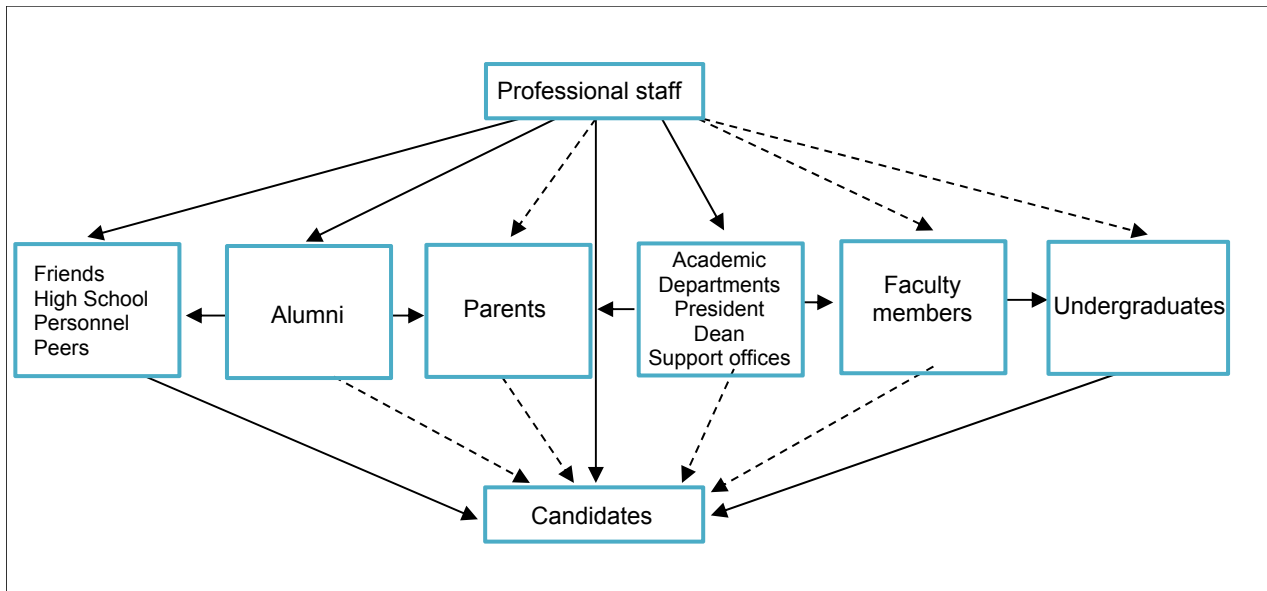 Professional staff
Friends
High School
Personnel
Peers
Alumni
Parents
Academic
Departments
President
Dean
Support offices
Faculty
members
Undergraduates
Candidates